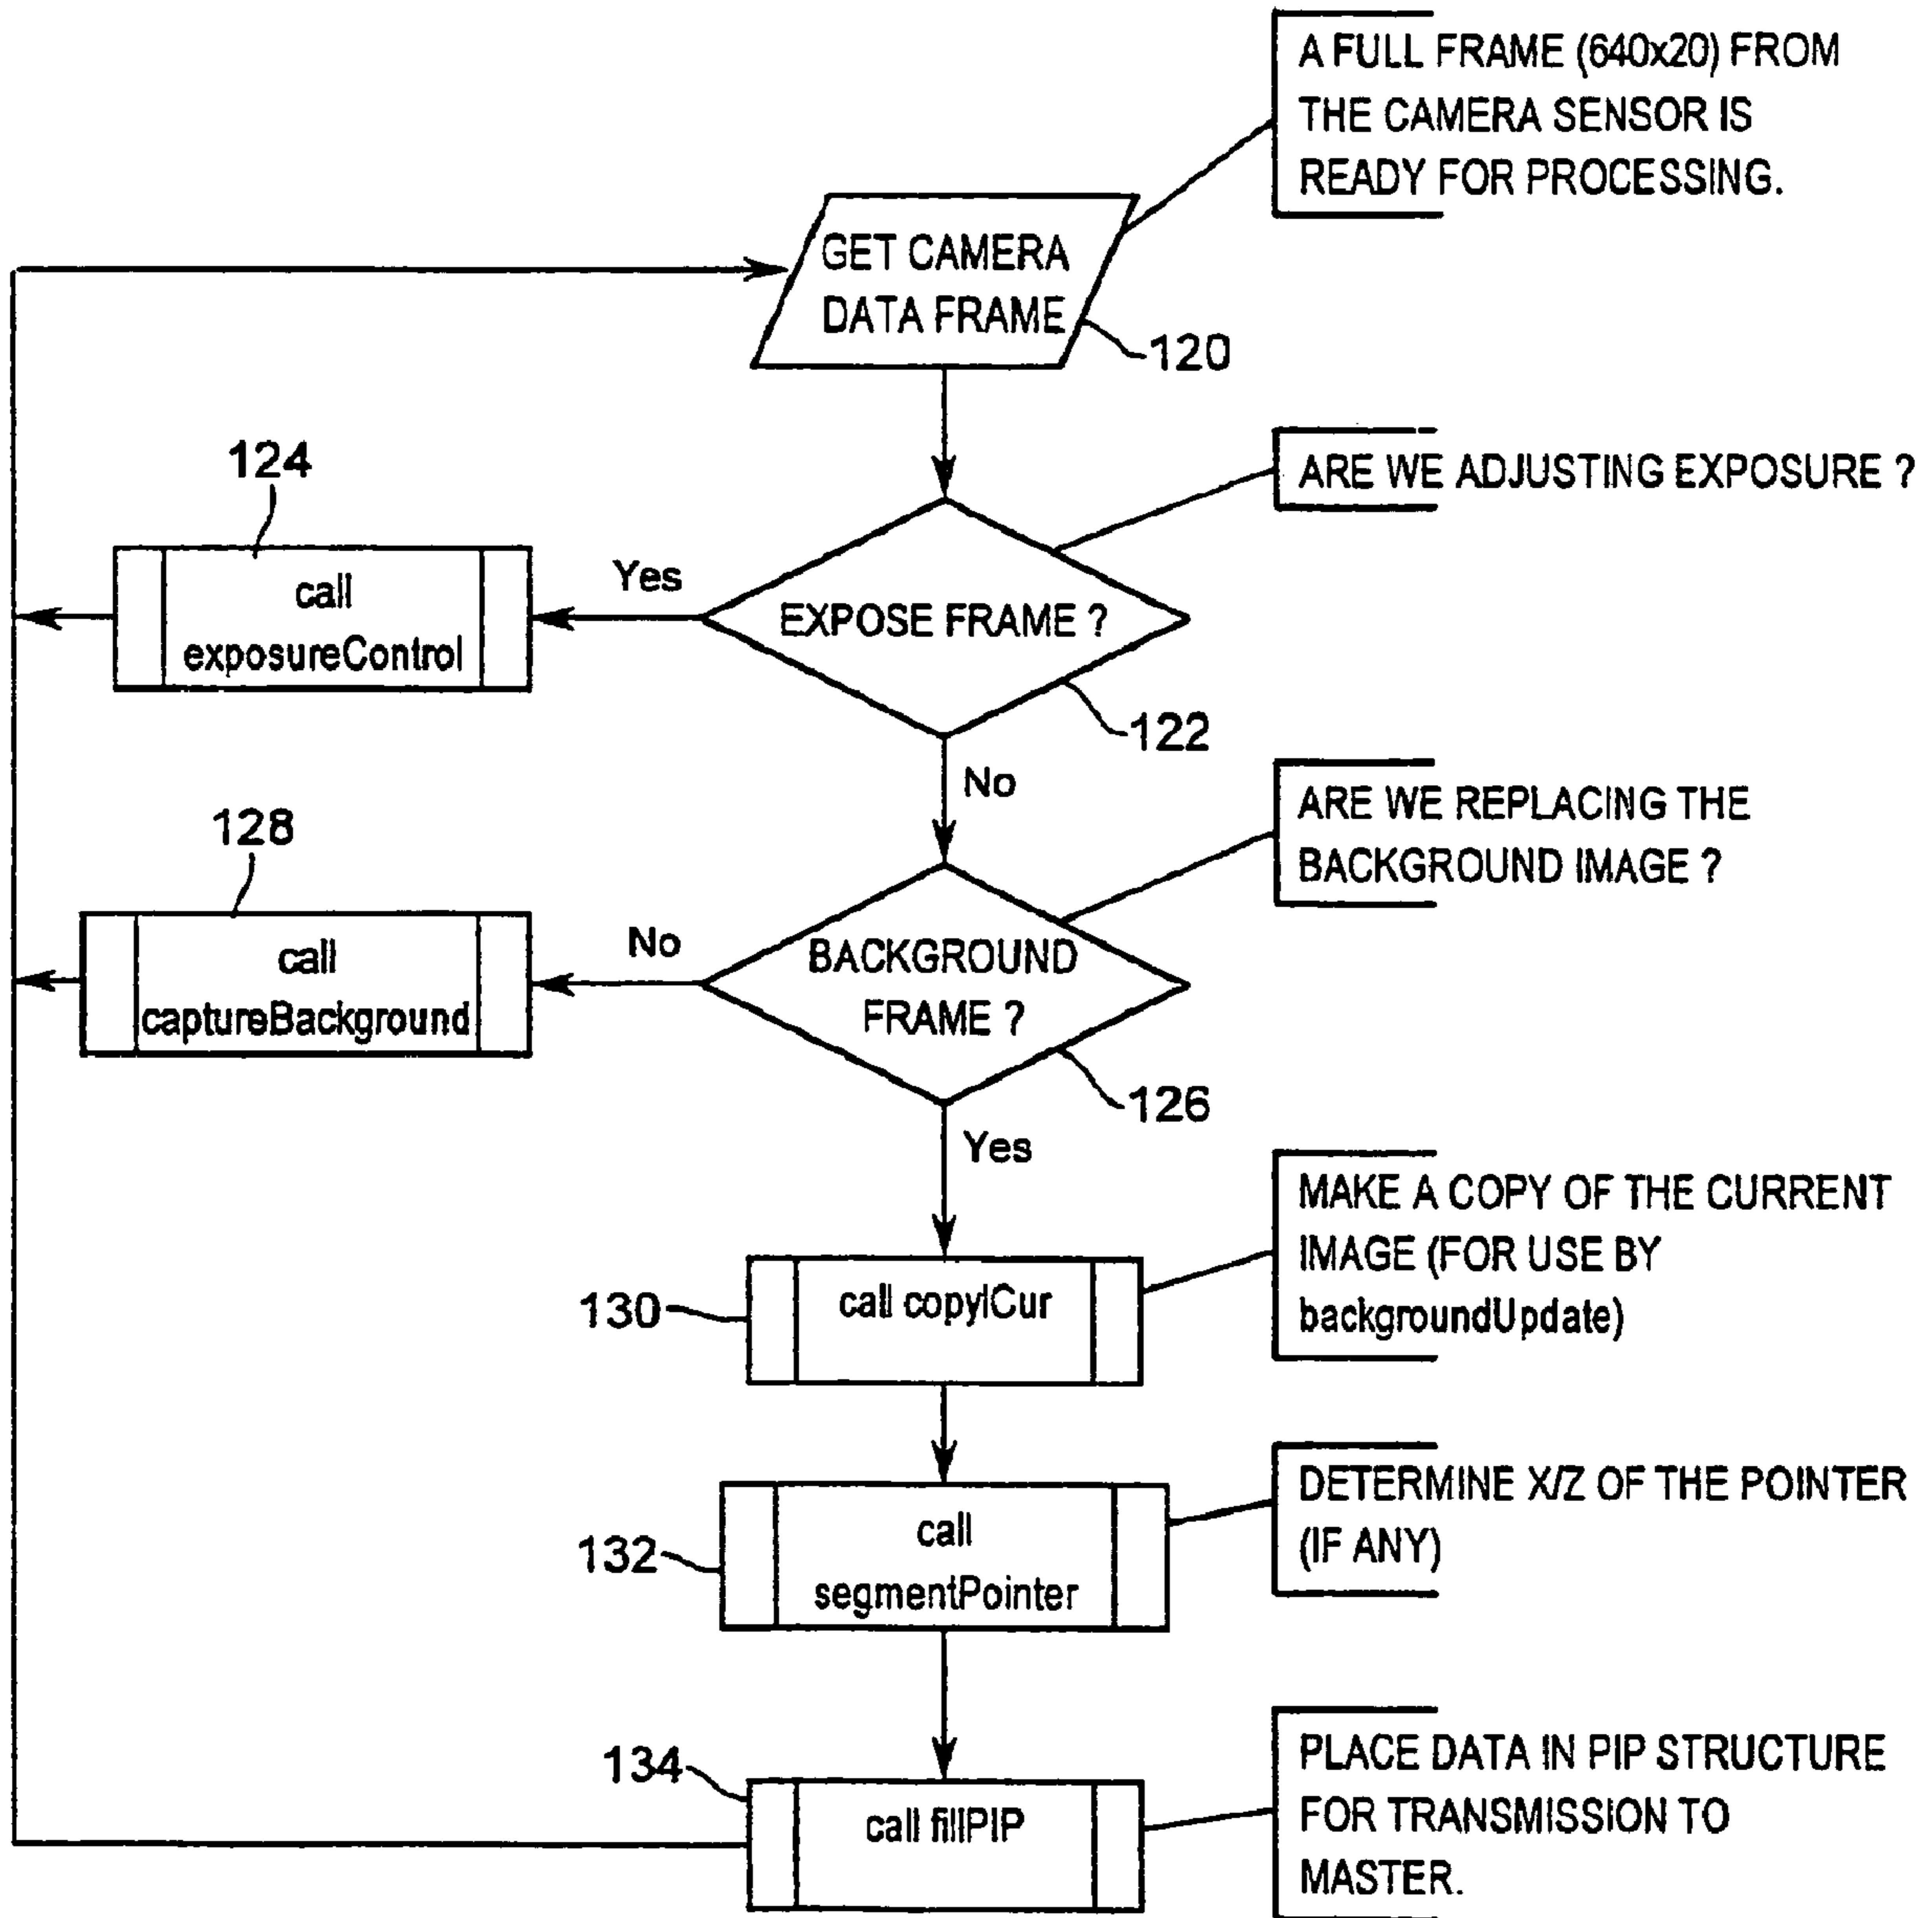 A FULL FRAME (640x20) FROM
THE CAMERA SENSOR IS
READY FOR PROCESSING.
GET CAMERA
DATA FRAME
120
124
ARE WE ADJUSTING EXPOSURE ?
call
exposureControl
Yes
EXPOSE FRAME ?
122
No
ARE WE REPLACING THE
BACKGROUND IMAGE ?
128
call
captureBackground
No
BACKGROUND
FRAME ?
126
Yes
MAKE A COPY OF THE CURRENT
IMAGE (FOR USE BY
backgroundUpdate)
130
call copyICur
DETERMINE X/Z OF THE POINTER
(IF ANY)
132
call
segmentPointer
134
call fillPIP
PLACE DATA IN PIP STRUCTURE
FOR TRANSMISSION TO
MASTER.